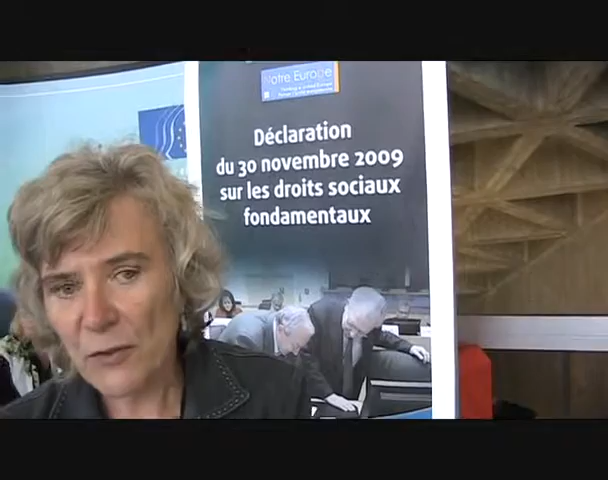 Notre Europe
Déclaration
du 30 novembre 2009
sur les droits sociaux
fondamentaux